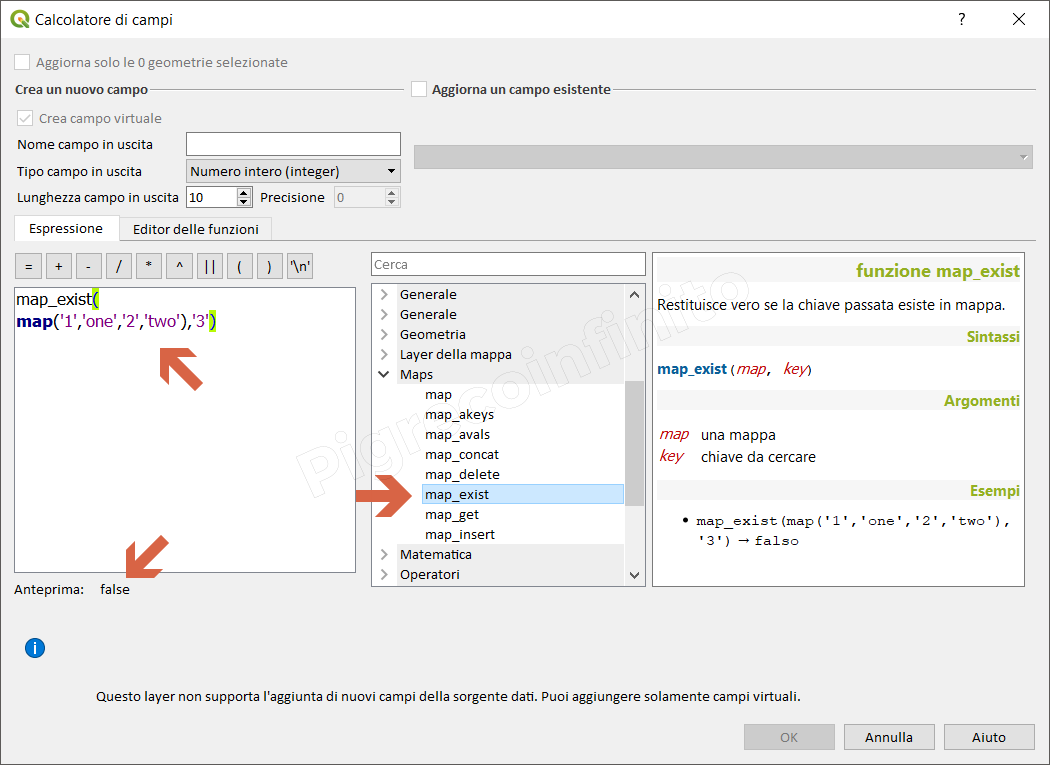 Calcolatore di campi
?
Aggiorna solo le 0 geometrie selezionate
Crea un nuovo campo
Aggiorna un campo esistente
Crea campo virtuale
Nome campo in uscita
Tipo campo in uscita
Numero intero (integer)
Lunghezza campo in uscita
10
Precisione
0
Espressione
Editor delle funzioni
= + - / * ^ || ( ) '\n'
map_exist(
map('1','one','2','two'),'3')
Anteprima: false
Cerca
Generale
Generale
Geometria
Layer della mappa
Maps
map
map_akeys
map_avals
map_concat
map_delete
map_exist
map_get
map_insert
Matematica
Operatori
funzione map_exist
Restituisce vero se la chiave passata esiste in mappa.
Sintassi
map_exist(map, key)
Argomenti
map una mappa
key chiave da cercare
Esempi
• map_exist(map('1','one','2','two'),
'3') → falso
Pigrecoinfinito
i
Questo layer non supporta l'aggiunta di nuovi campi della sorgente dati. Puoi aggiungere solamente campi virtuali.
OK
Annulla
Aiuto